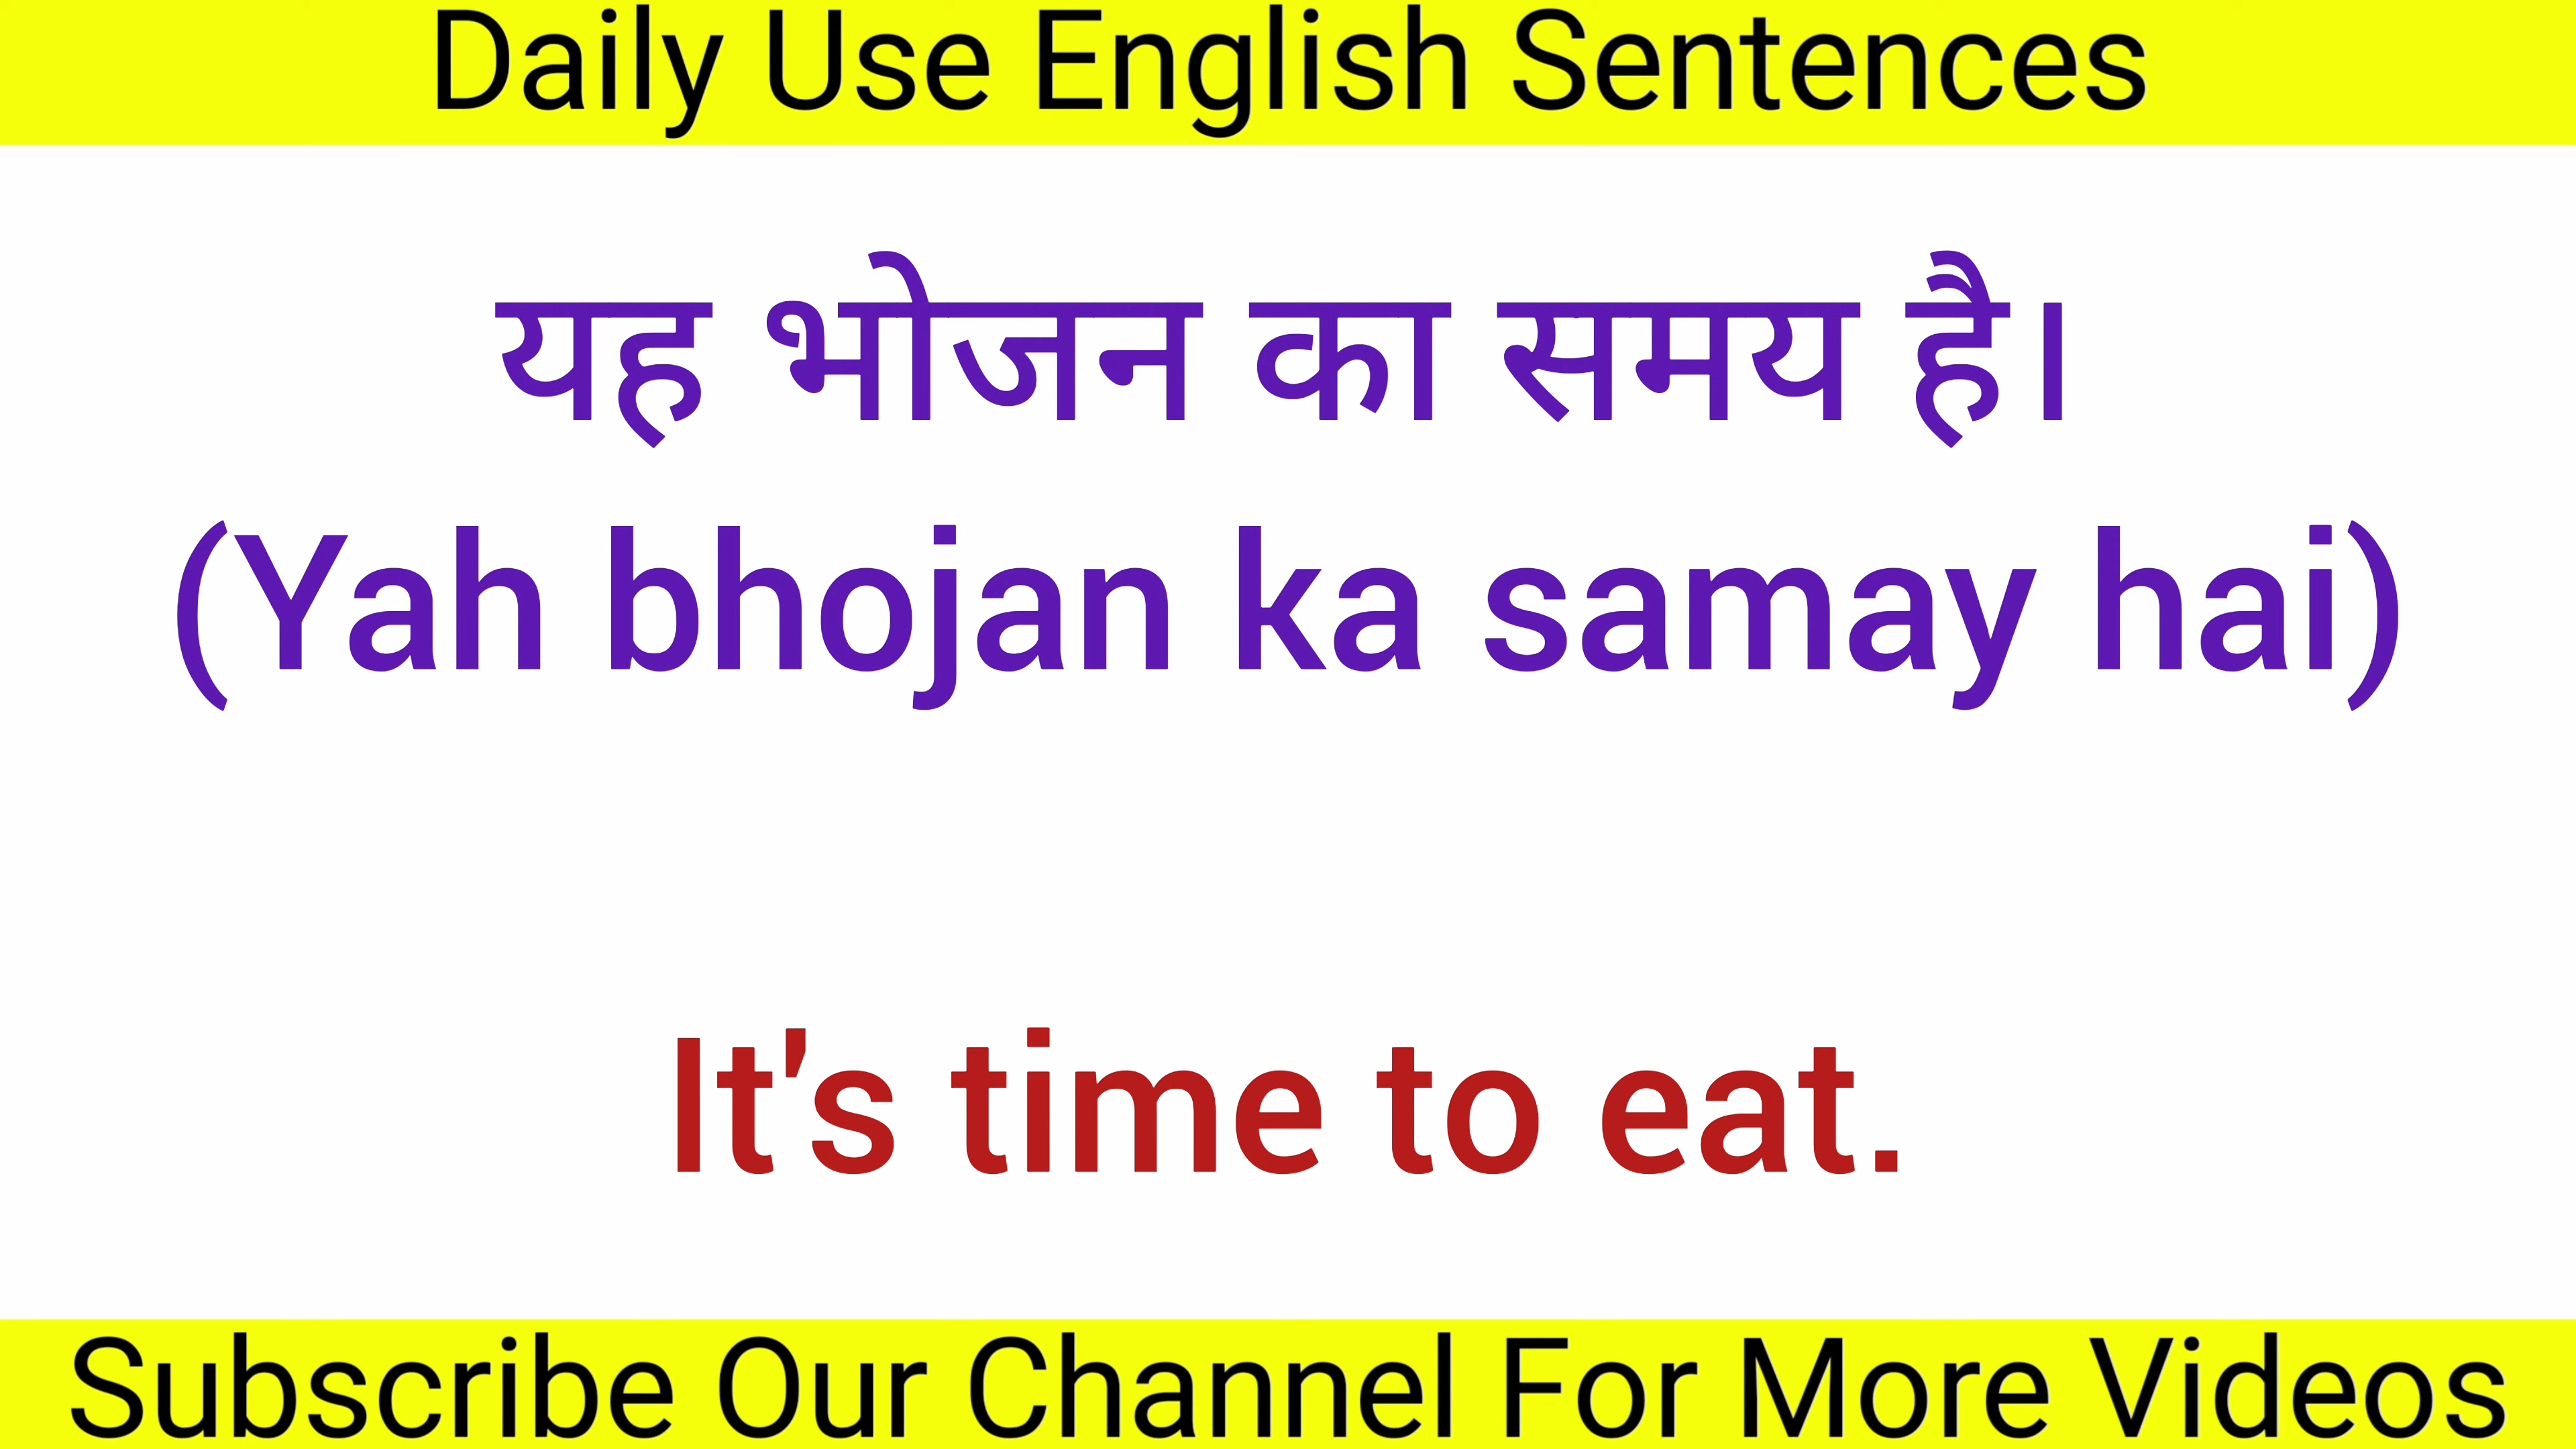 Daily Use English Sentences
यह भोजन का समय है।
(Yah bhojan ka samay hai)
It's time to eat.
Subscribe Our Channel For More Videos